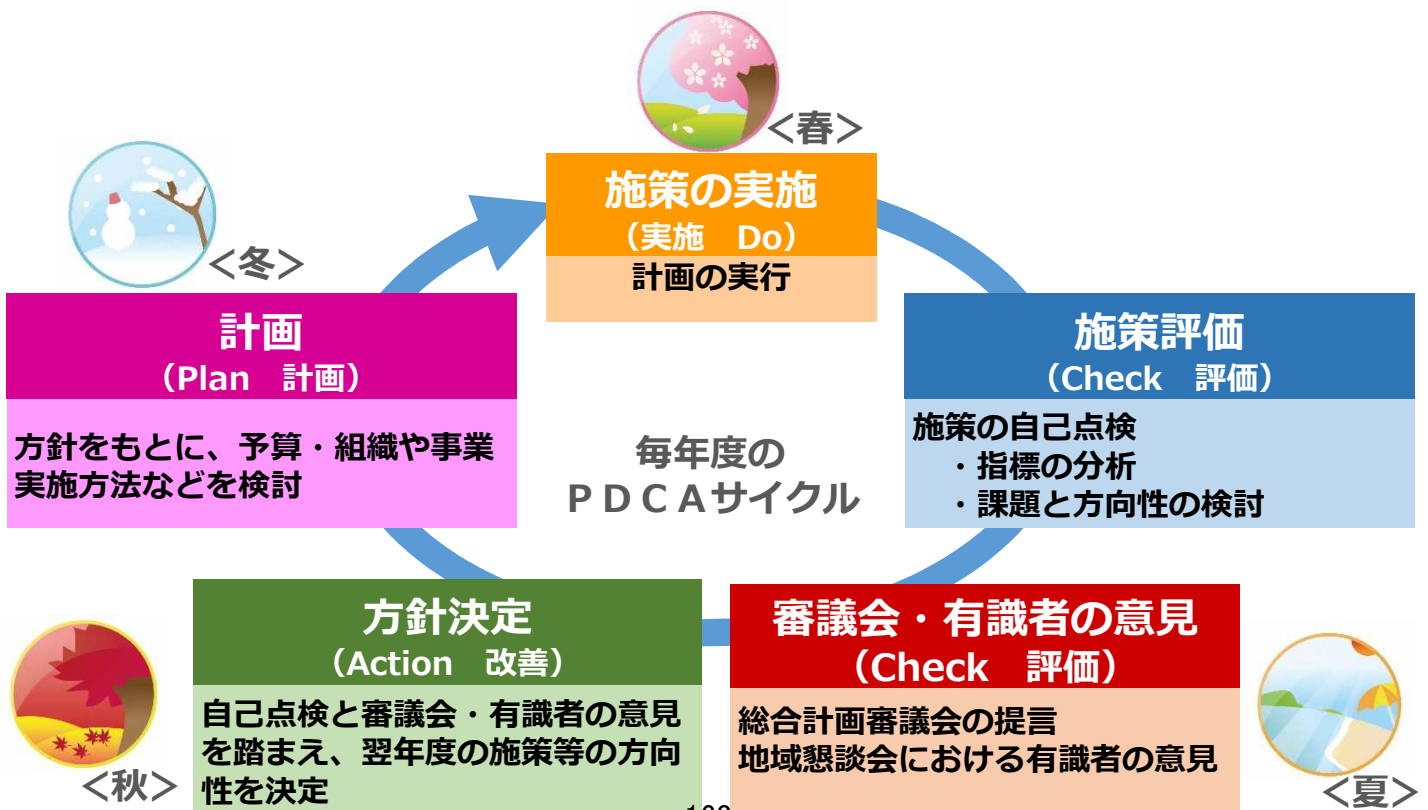 <春>
施策の実施
（実施　Do）
計画の実行
<冬>
計画
（Plan　計画）
方針をもとに、予算・組織や事業
実施方法などを検討
施策評価
（Check　評価）
施策の自己点検
・指標の分析
・課題と方向性の検討
毎年度の
ＰＤＣＡサイクル
方針決定
（Action　改善）
自己点検と審議会・有識者の意見
を踏まえ、翌年度の施策等の方向
性を決定
<秋>
審議会・有識者の意見
（Check　評価）
総合計画審議会の提言
地域懇談会における有識者の意見
<夏>